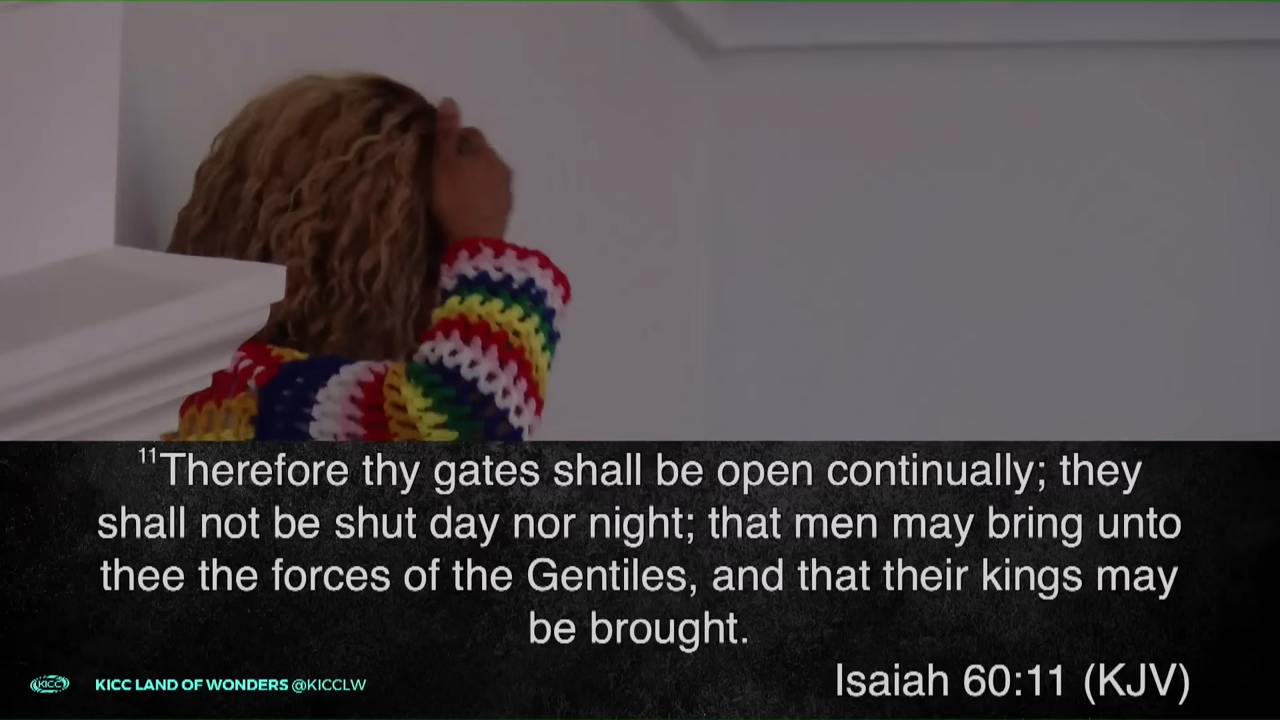 ¹¹Therefore thy gates shall be open continually; they
shall not be shut day nor night; that men may bring unto
thee the forces of the Gentiles, and that their kings may
be brought.
Isaiah 60:11 (KJV)
KICC KICC LAND OF WONDERS @KICCLW